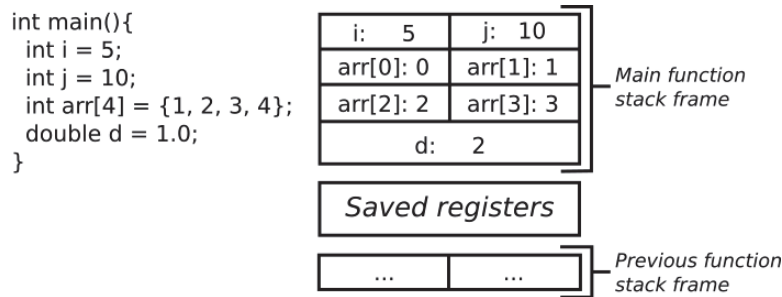 int main(){
int i = 5;
int j = 10;
int arr[4] = {1, 2, 3, 4};
double d = 1.0;
}
i: 5
j: 10
arr[0]: 0
arr[1]: 1
arr[2]: 2
arr[3]: 3
d: 2
Main function
stack frame
Saved registers
...
...
Previous function
stack frame